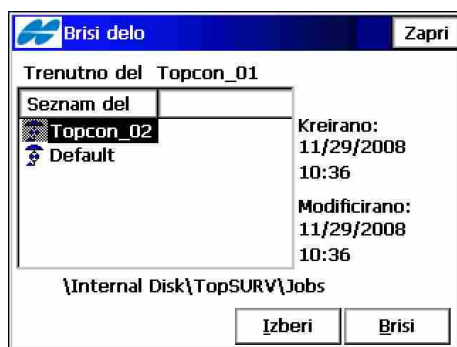 Brisi delo
Zapri
Trenutno del Topcon_01
Seznam del
Topcon_02
Default
Kreirano:
11/29/2008
10:36
Modificirano:
11/29/2008
10:36
\Internal Disk\TopSURV\Jobs
Izberi
Brisi